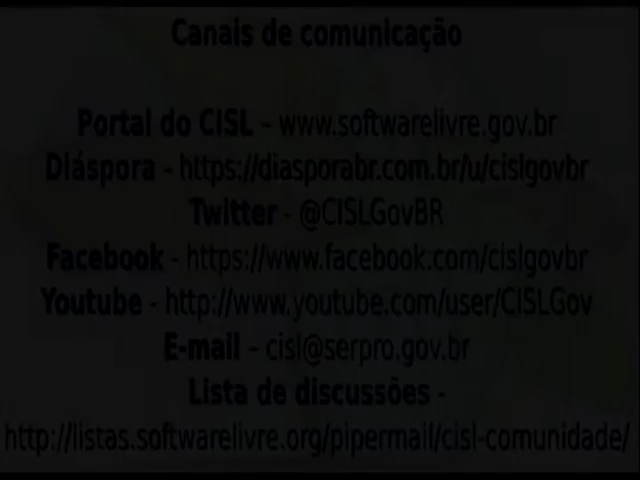 Canais de comunicação
Portal do CISL – www.softwarelivre.gov.br
Diáspora - https://diasporabr.com.br/u/cislgovbr
Twitter - @CISLGovBR
Facebook - https://www.facebook.com/cislgovbr
Youtube - http://www.youtube.com/user/CISLGov
E-mail – cisl@serpro.gov.br
Lista de discussões -
http://listas.softwarelivre.org/pipermail/cisl-comunidade/